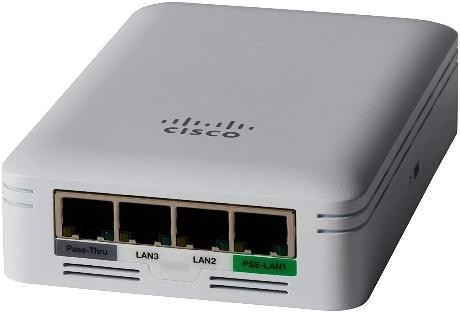 CISCO
Pass-Thru
LAN3
LAN2
PSE-LAN1